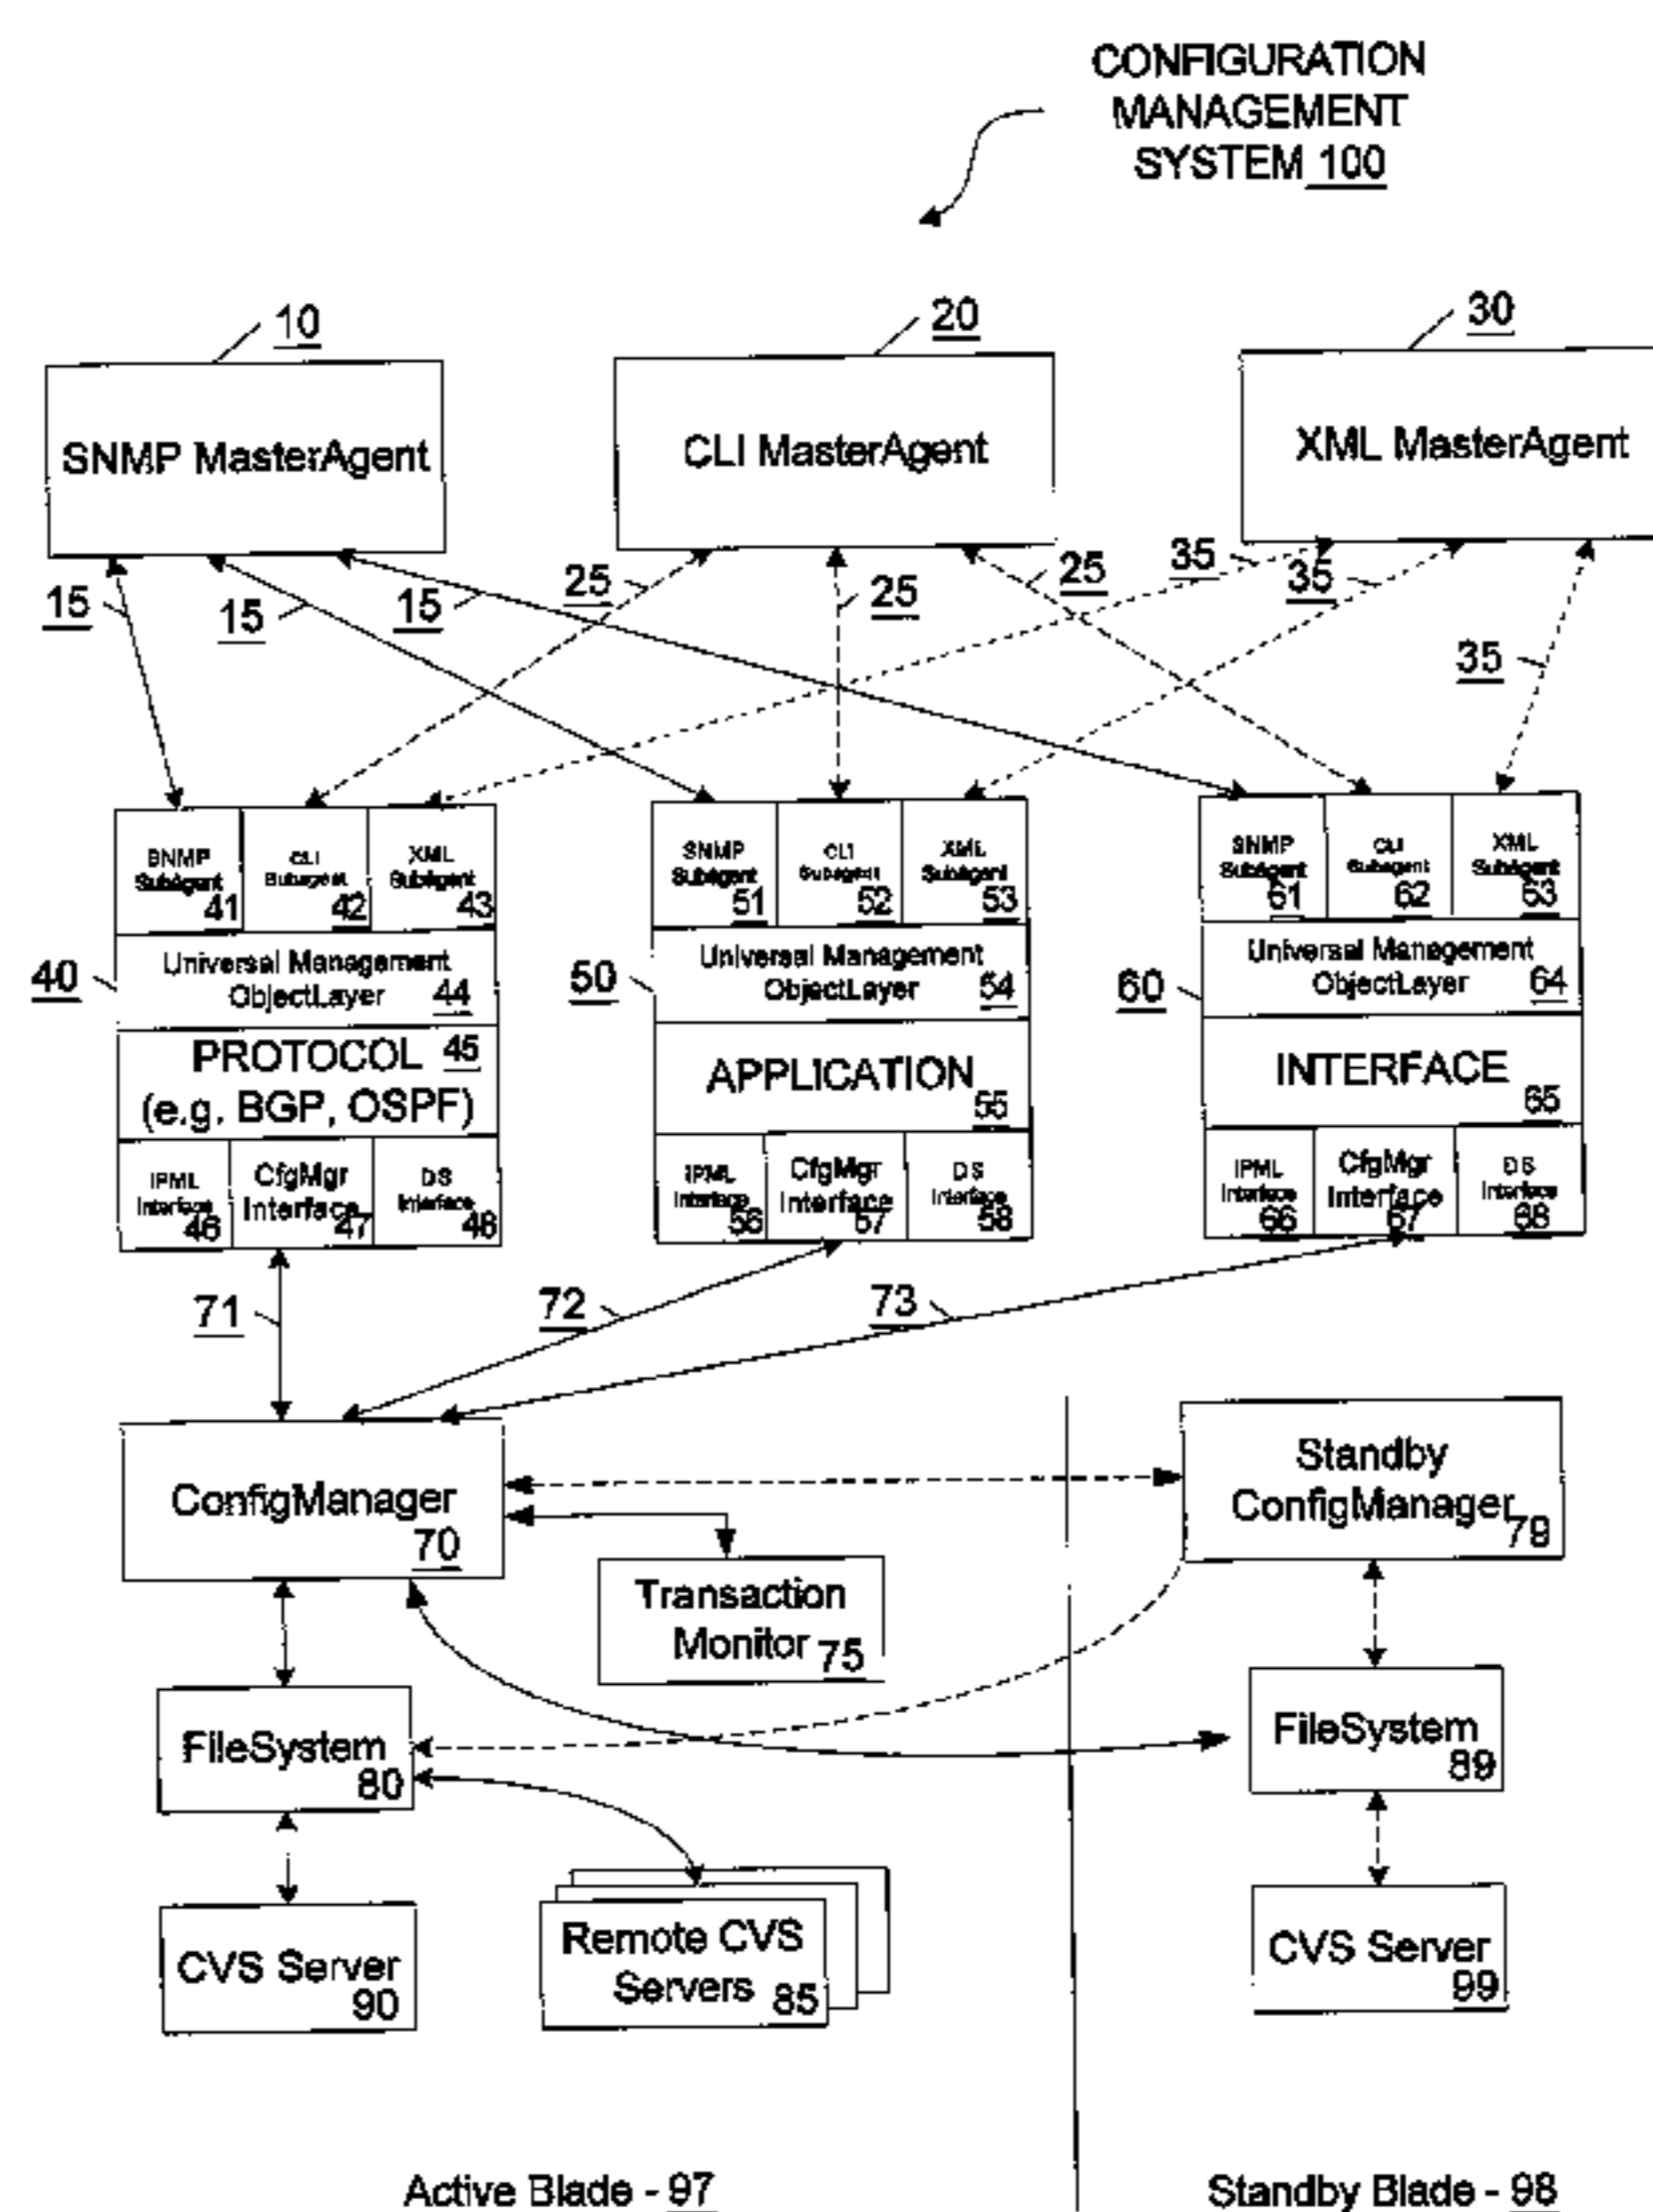 CONFIGURATION
MANAGEMENT
SYSTEM 100
10
20
30
SNMP MasterAgent
CLI MasterAgent
XML MasterAgent
15
15
15
25
25
25
35
35
35
SNMP
SubAgent
41
CLI
Subagent
42
XML
SubAgent
43
Universal Management
ObjectLayer 44
40
PROTOCOL 45
(e.g. BGP, OSPF)
IPML
Interface
46
CfgMgr
Interface
47
DS
Interface
48
SNMP
SubAgent
51
CLI
Subagent
52
XML
SubAgent
53
Universal Management
ObjectLayer 54
50
APPLICATION
55
IPML
Interface
56
CfgMgr
Interface
57
DS
Interface
58
SNMP
SubAgent
61
CLI
SubAgent
62
XML
SubAgent
63
Universal Management
ObjectLayer 64
60
INTERFACE
65
IPML
Interface
66
CfgMgr
Interface
67
DS
Interface
68
71
72
73
ConfigManager
70
Standby
ConfigManager
79
Transaction
Monitor 75
FileSystem
80
FileSystem
89
CVS Server
90
Remote CVS
Servers 85
CVS Server
99
Active Blade - 97
Standby Blade - 98